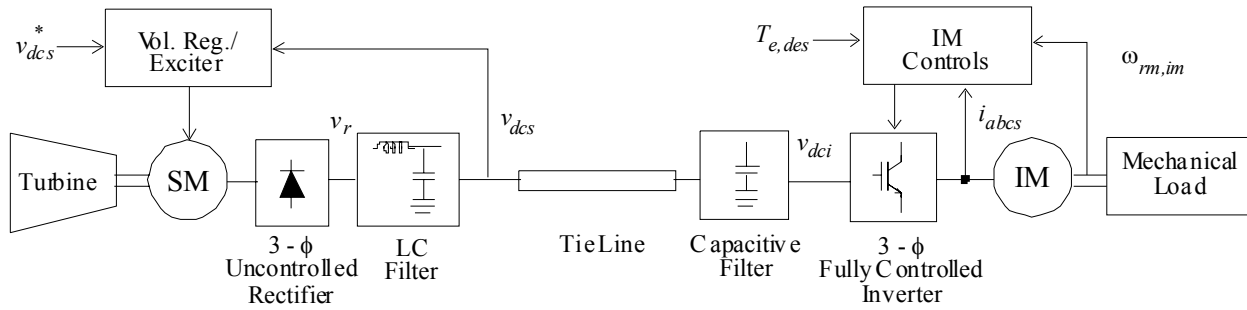 v*dcs
Vol. Reg./
Exciter
Te,des
IM
Controls
ωrm,im
vr
vdcs
vdci
iabcs
Turbine
SM
IM
Mechanical
Load
3 - ϕ
Uncontrolled
Rectifier
LC
Filter
Tie Line
Capacitive
Filter
3 - ϕ
Fully Controlled
Inverter